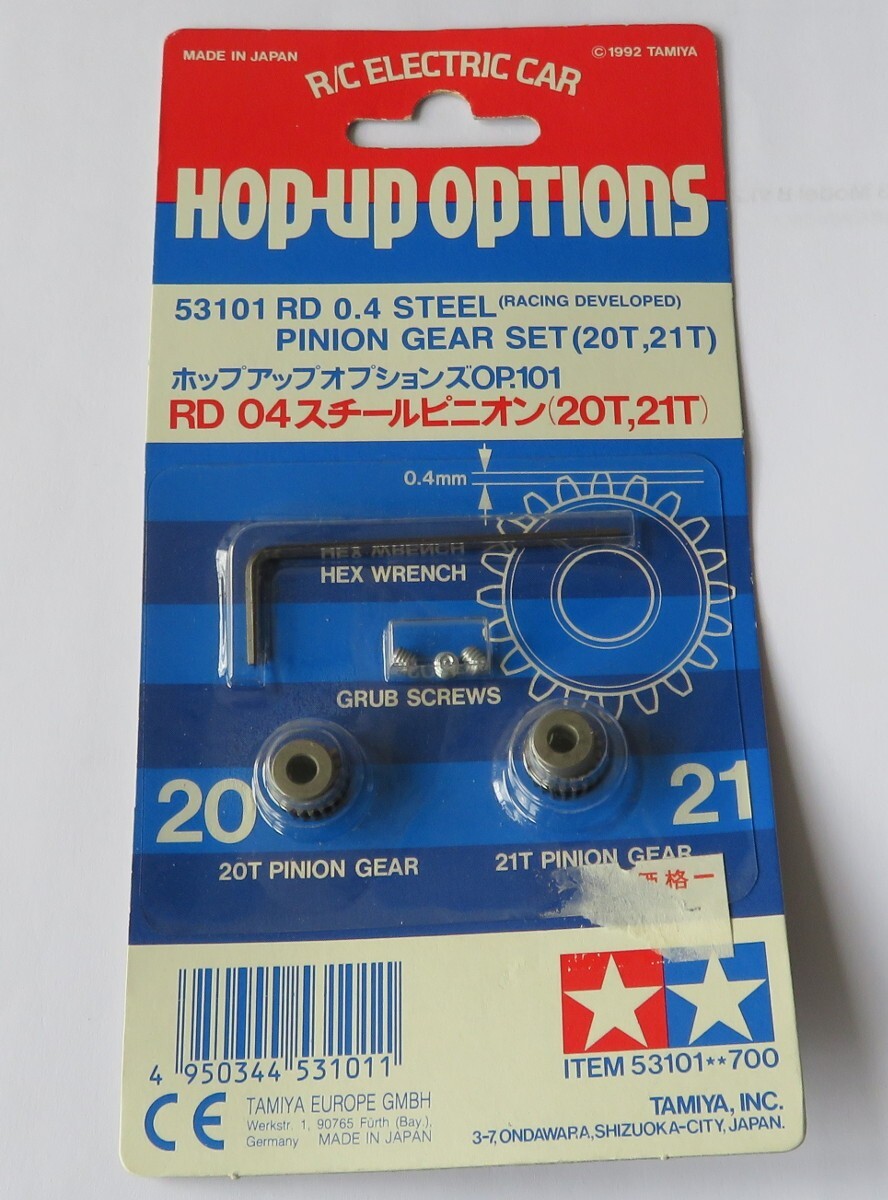 MADE IN JAPAN
©1992 TAMIYA
R/C ELECTRIC CAR
HOP-UP OPTIONS
53101 RD 0.4 STEEL (RACING DEVELOPED)
PINION GEAR SET (20T,21T)
ホップアップオプションズOP.101
RD 04スチールピニオン(20T,21T)
0.4mm
HEX WRENCH
GRUB SCREWS
20
21
20T PINION GEAR
21T PINION GEAR
価格一
4 950344 531011
ITEM 53101**700
CE
TAMIYA EUROPE GMBH
Werkstr. 1, 90765 Fürth (Bay.),
Germany MADE IN JAPAN
TAMIYA, INC.
3-7, ONDAWARA, SHIZUOKA-CITY, JAPAN.